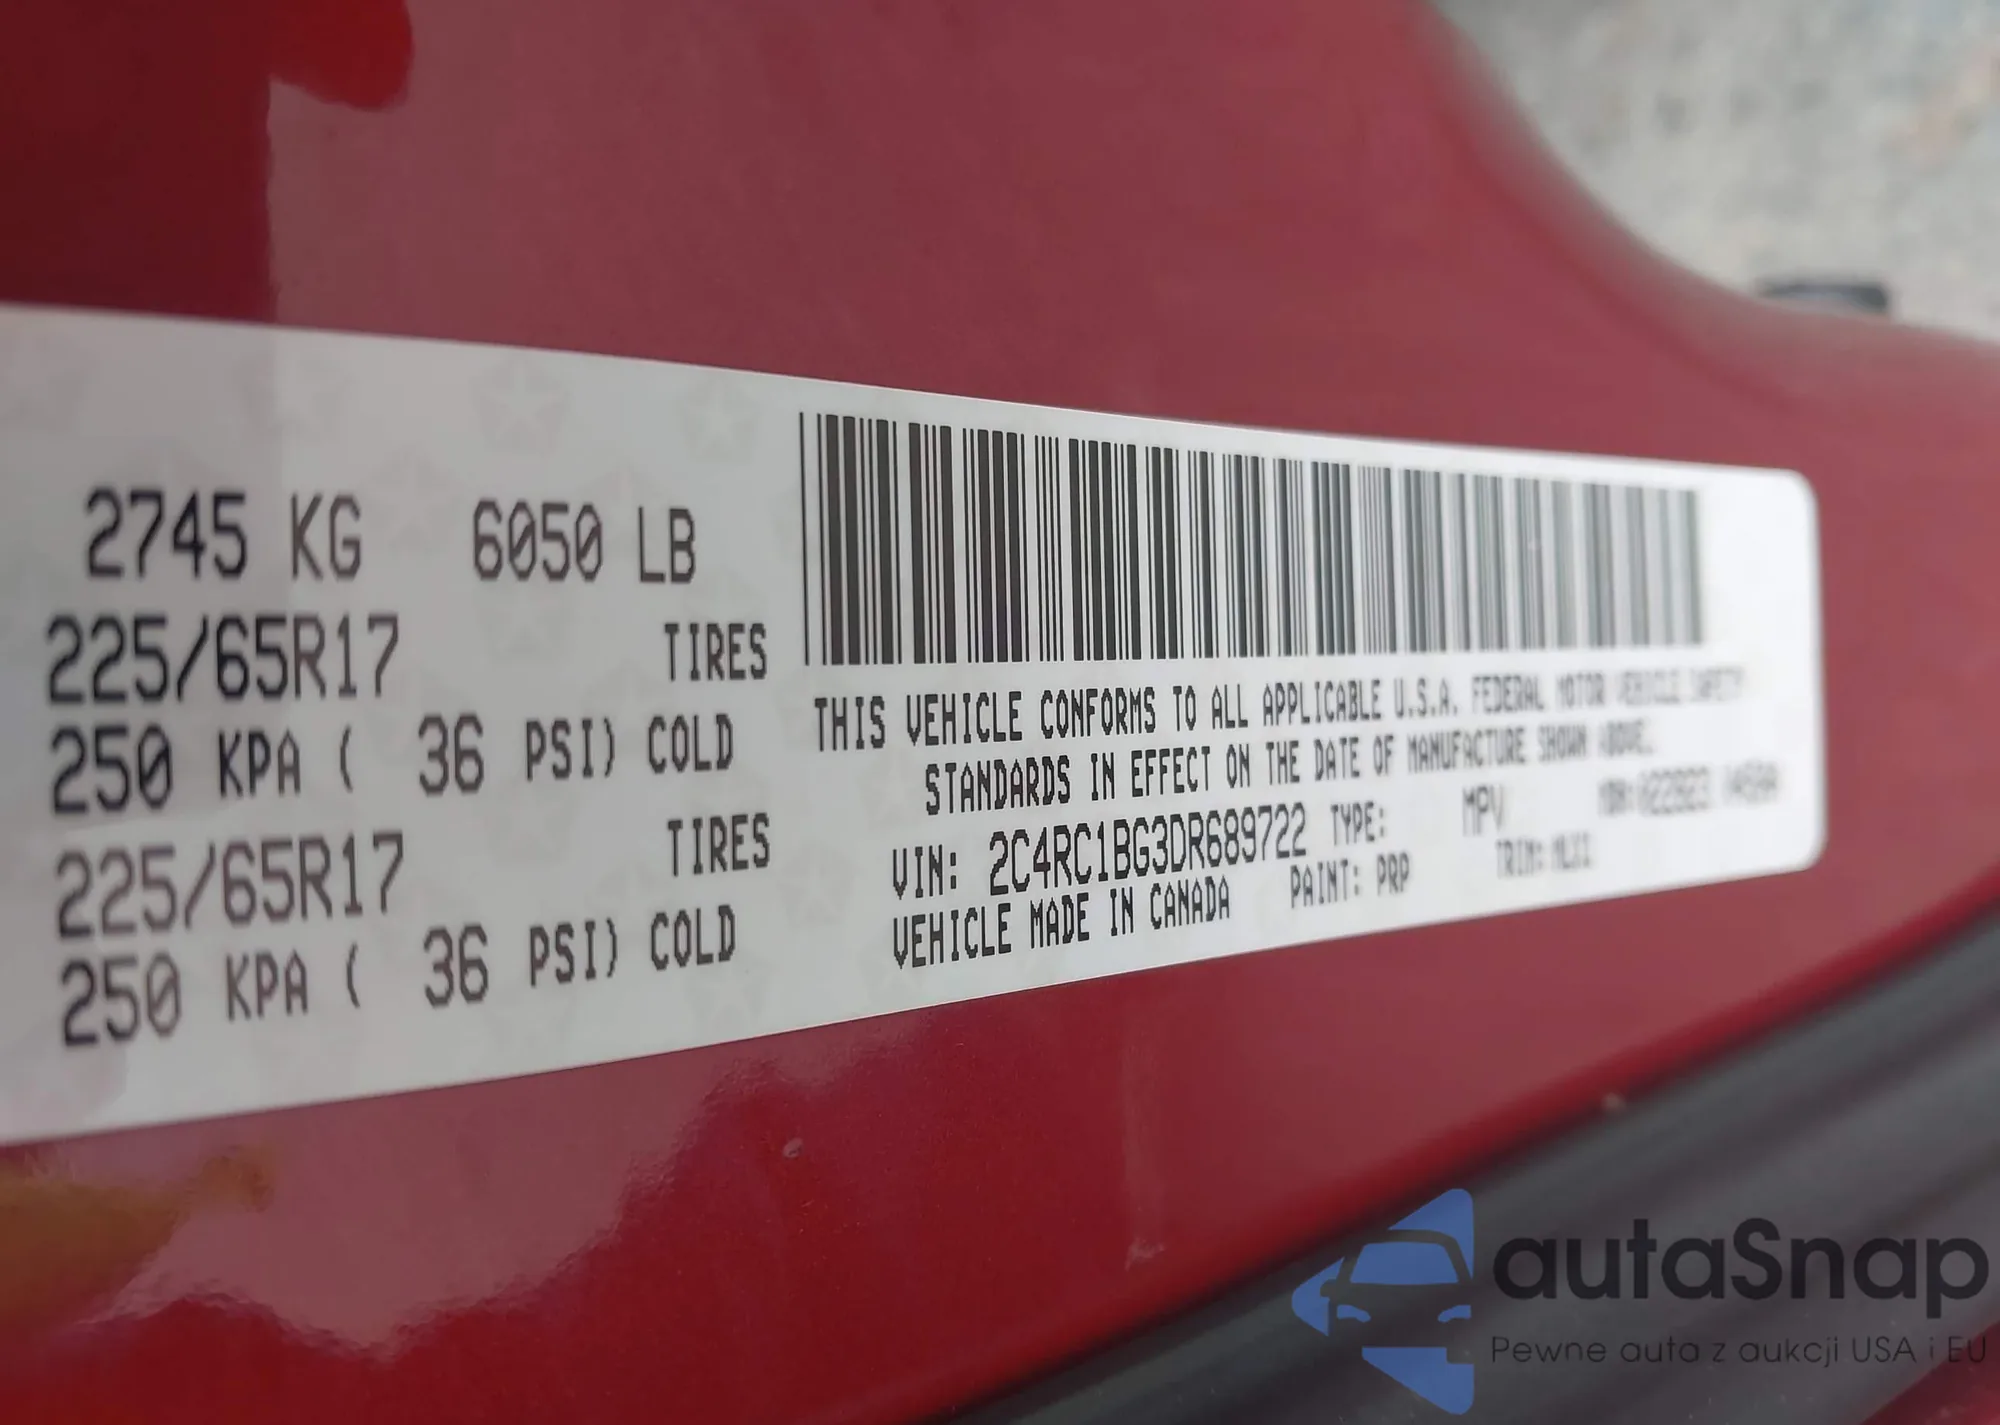 2745 KG 6050 LB
225/65R17 TIRES
250 KPA ( 36 PSI) COLD
225/65R17 TIRES
250 KPA ( 36 PSI) COLD
THIS VEHICLE CONFORMS TO ALL APPLICABLE U.S.A. FEDERAL MOTOR VEHICLE SAFETY
STANDARDS IN EFFECT ON THE DATE OF MANUFACTURE SHOWN ABOVE.
VIN: 2C4RC1BG3DR689722 TYPE: MPV
VEHICLE MADE IN CANADA PAINT: PRP TRIM:
autaSnap
Pewne auta z aukcji USA i EU